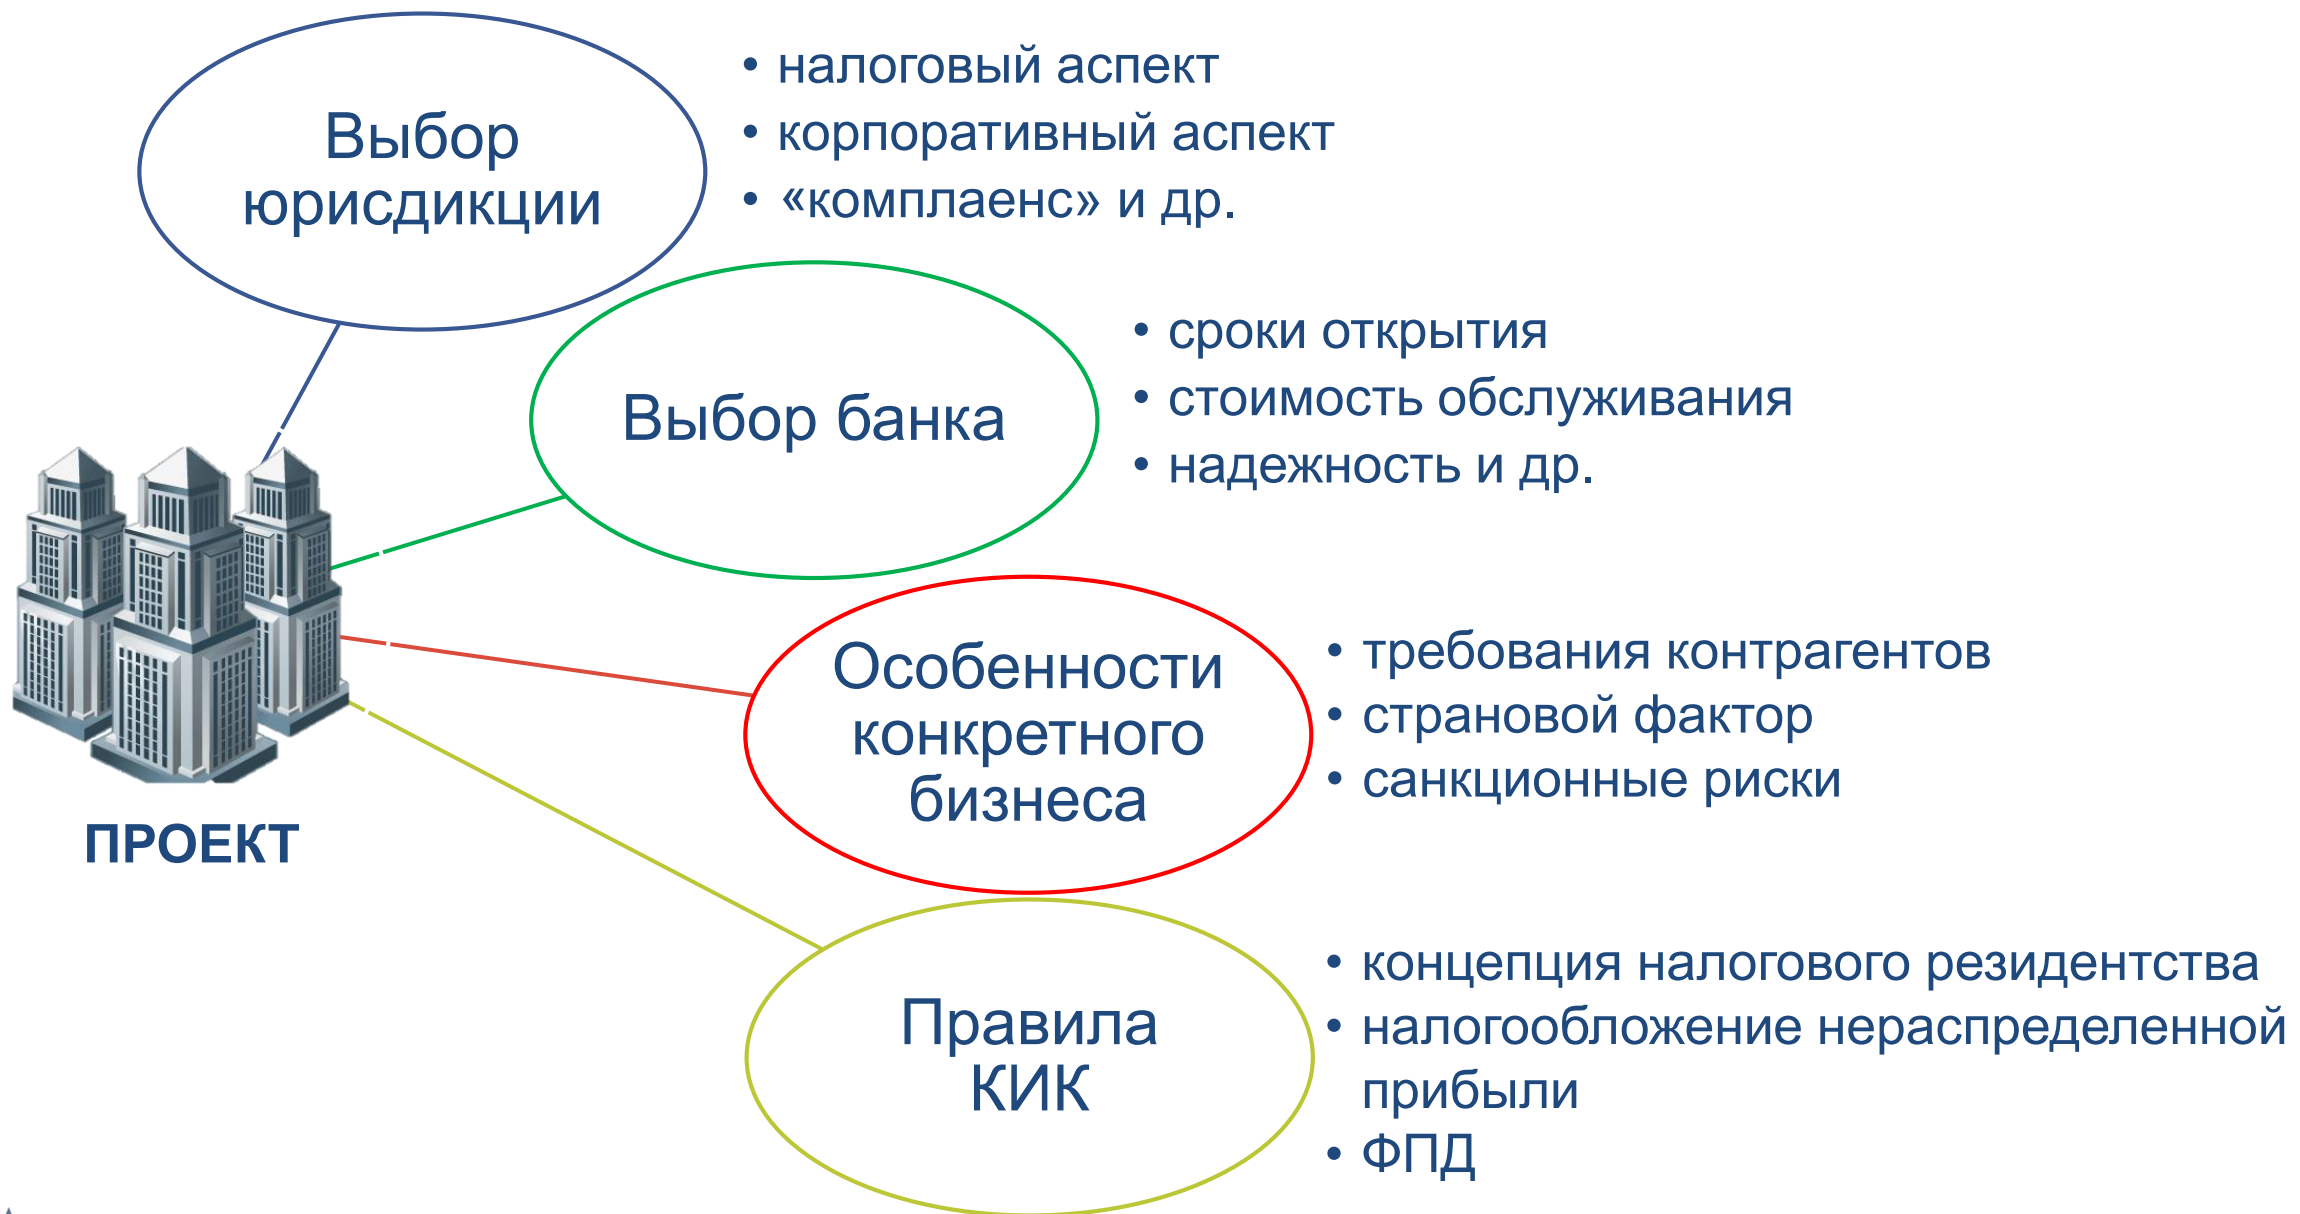 Выбор
юрисдикции
• налоговый аспект
• корпоративный аспект
• «комплаенс» и др.
Выбор банка
• сроки открытия
• стоимость обслуживания
• надежность и др.
Особенности
конкретного
бизнеса
• требования контрагентов
• страновой фактор
• санкционные риски
ПРОЕКТ
Правила
КИК
• концепция налогового резидентства
• налогообложение нераспределенной
прибыли
• ФПД